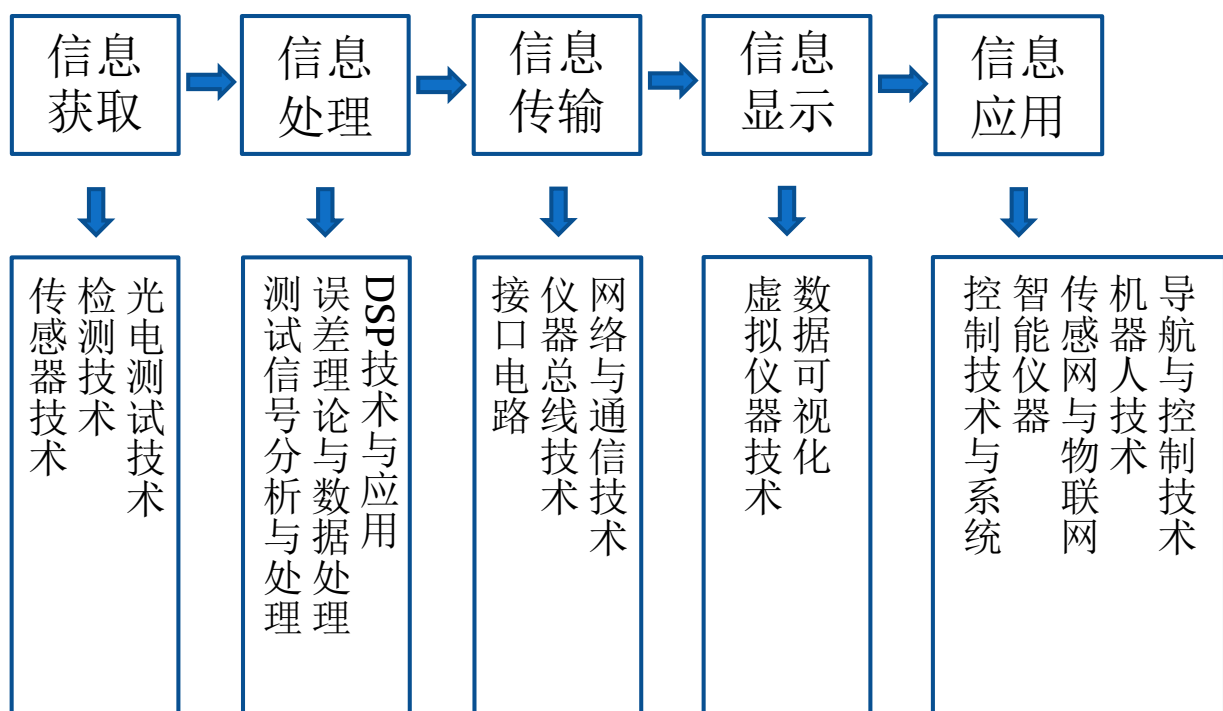 信息
获取
信息
处理
信息
传输
信息
显示
信息
应用
传感器技术
检测技术
光电测试技术
测试信号分析与处理
误差理论与数据处理
DSP技术与应用
接口电路
仪器总线技术
网络与通信技术
虚拟仪器技术
数据可视化
控制技术与系统
智能仪器
传感网与物联网
机器人技术
导航与控制技术